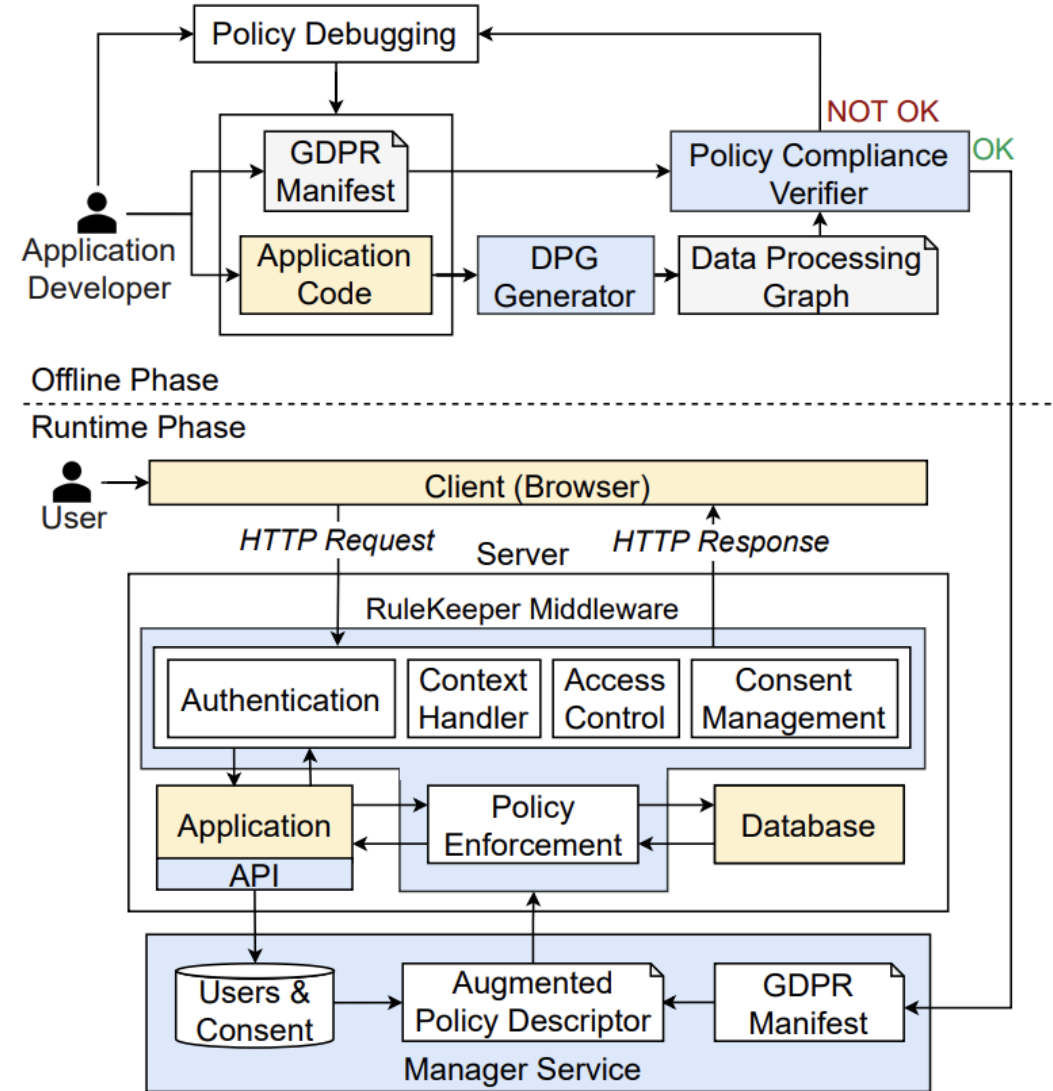 Policy Debugging
NOT OK
OK
GDPR
Manifest
Policy Compliance
Verifier
Application
Developer
Application
Code
DPG
Generator
Data Processing
Graph
Offline Phase
Runtime Phase
User
Client (Browser)
HTTP Request
HTTP Response
Server
RuleKeeper Middleware
Authentication
Context
Handler
Access
Control
Consent
Management
Application
API
Policy
Enforcement
Database
Users &
Consent
Augmented
Policy Descriptor
GDPR
Manifest
Manager Service